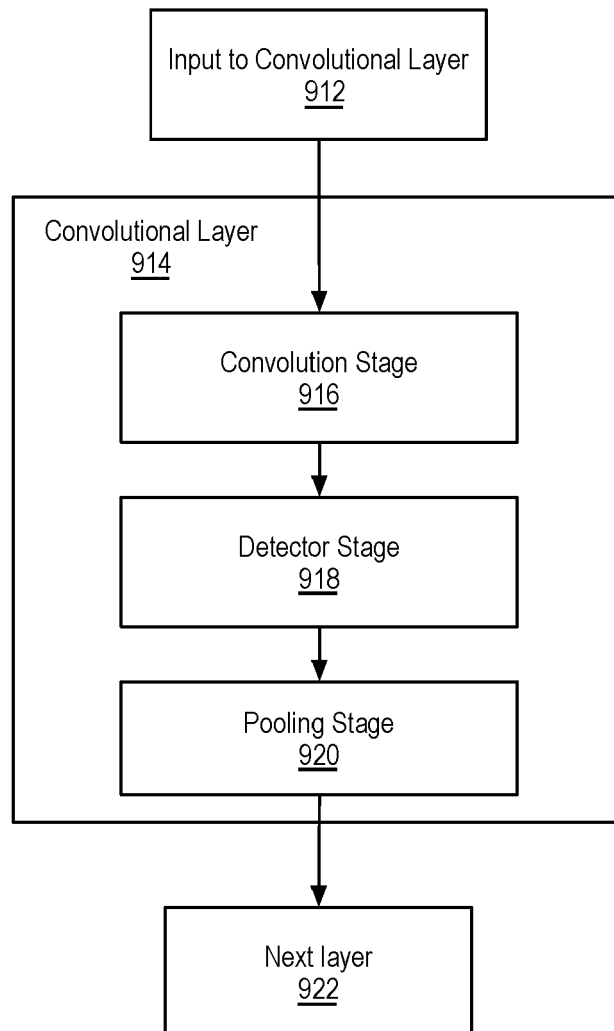 Input to Convolutional Layer
912
Convolutional Layer
914
Convolution Stage
916
Detector Stage
918
Pooling Stage
920
Next layer
922